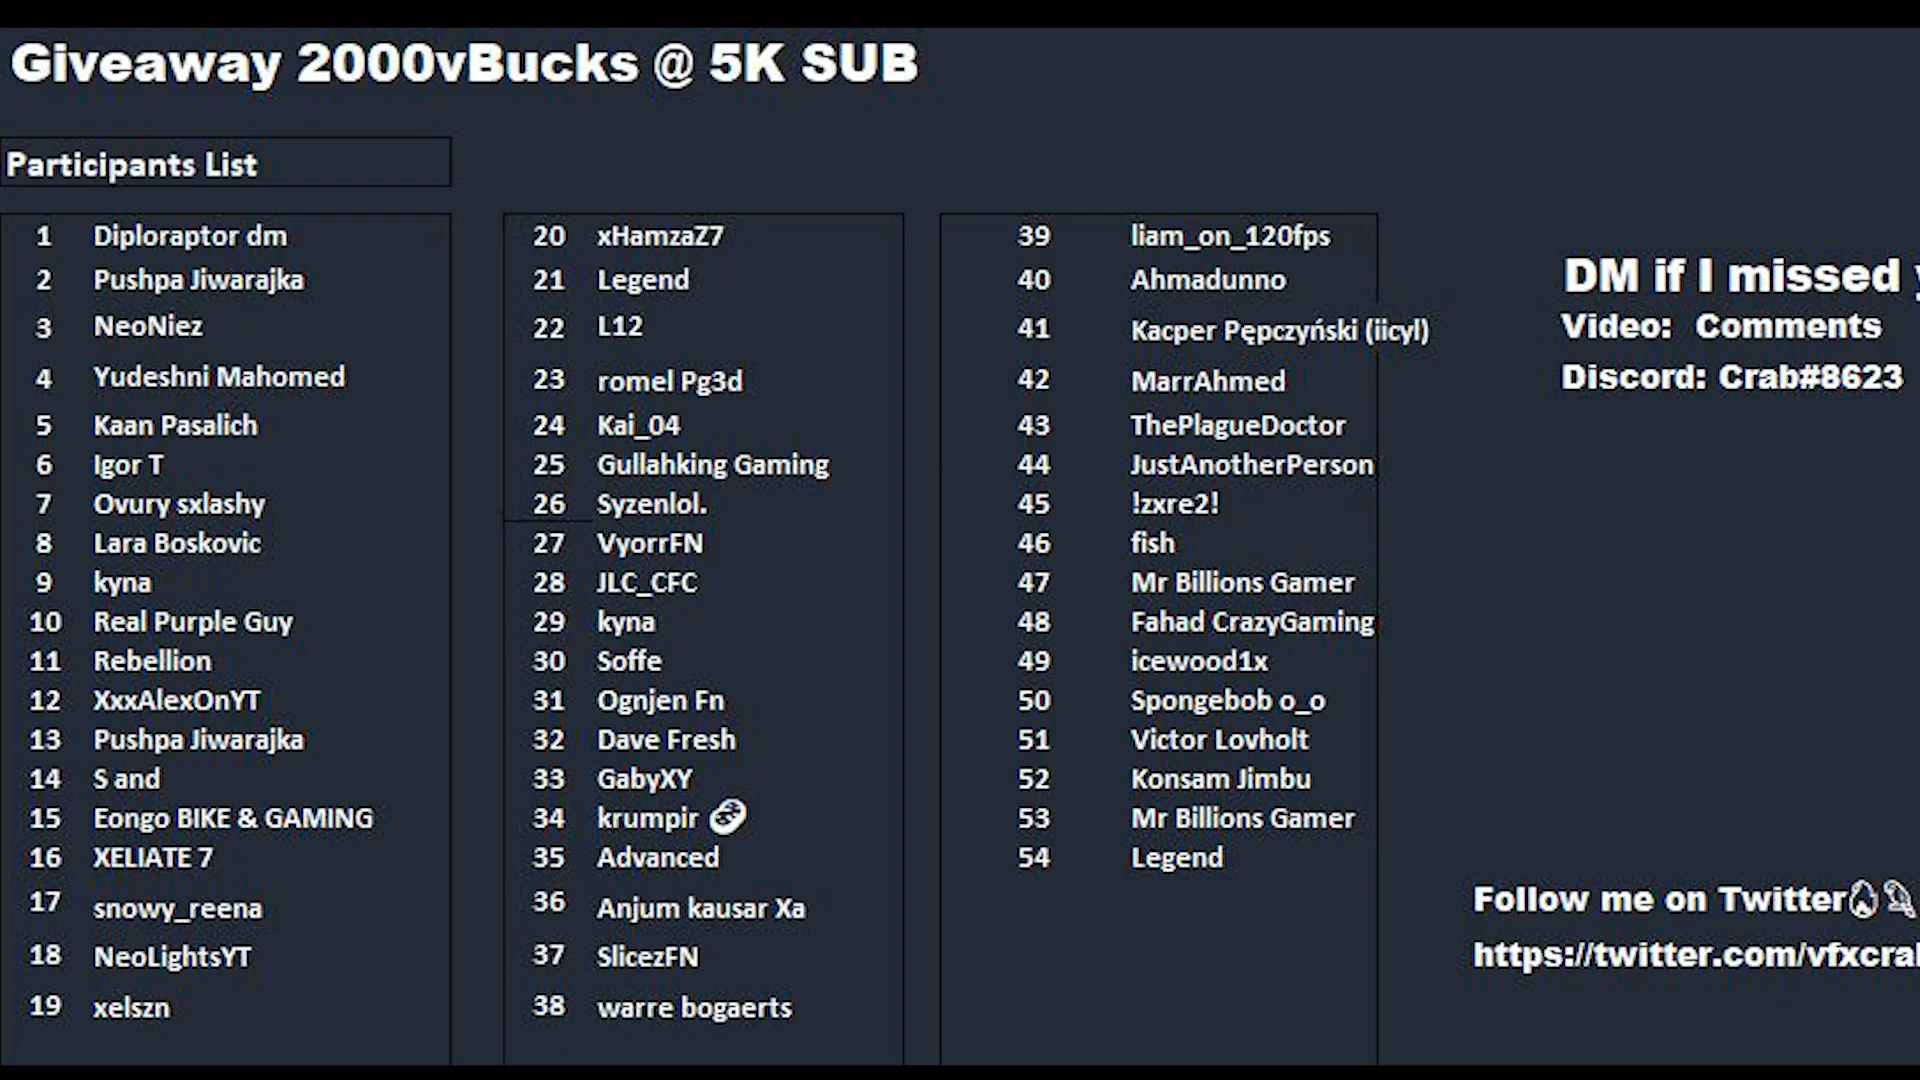 Giveaway 2000vBucks @ 5K SUB
Participants List
1 Diploraptor dm
2 Pushpa Jiwarajka
3 NeoNiez
4 Yudeshni Mahomed
5 Kaan Pasalich
6 Igor T
7 Ovury sxlashy
8 Lara Boskovic
9 kyna
10 Real Purple Guy
11 Rebellion
12 XxxAlexOnYT
13 Pushpa Jiwarajka
14 S and
15 Eongo BIKE & GAMING
16 XELIATE 7
17 snowy_reena
18 NeoLightsYT
19 xelszn
20 xHamzaZ7
21 Legend
22 L12
23 romel Pg3d
24 Kai_04
25 Gullahking Gaming
26 Syzenlol.
27 VyorrFN
28 JLC_CFC
29 kyna
30 Soffe
31 Ognjen Fn
32 Dave Fresh
33 GabyXY
34 krumpir 🥔
35 Advanced
36 Anjum kausar Xa
37 SlicezFN
38 warre bogaerts
39 liam_on_120fps
40 Ahmadunno
41 Kacper Pępczyński (iicyl)
42 MarrAhmed
43 ThePlagueDoctor
44 JustAnotherPerson
45 !zxre2!
46 fish
47 Mr Billions Gamer
48 Fahad CrazyGaming
49 icewood1x
50 Spongebob o_o
51 Victor Lovholt
52 Konsam Jimbu
53 Mr Billions Gamer
54 Legend
DM if I missed
Video: Comments
Discord: Crab#8623
Follow me on Twitter
https://twitter.com/vfxcra